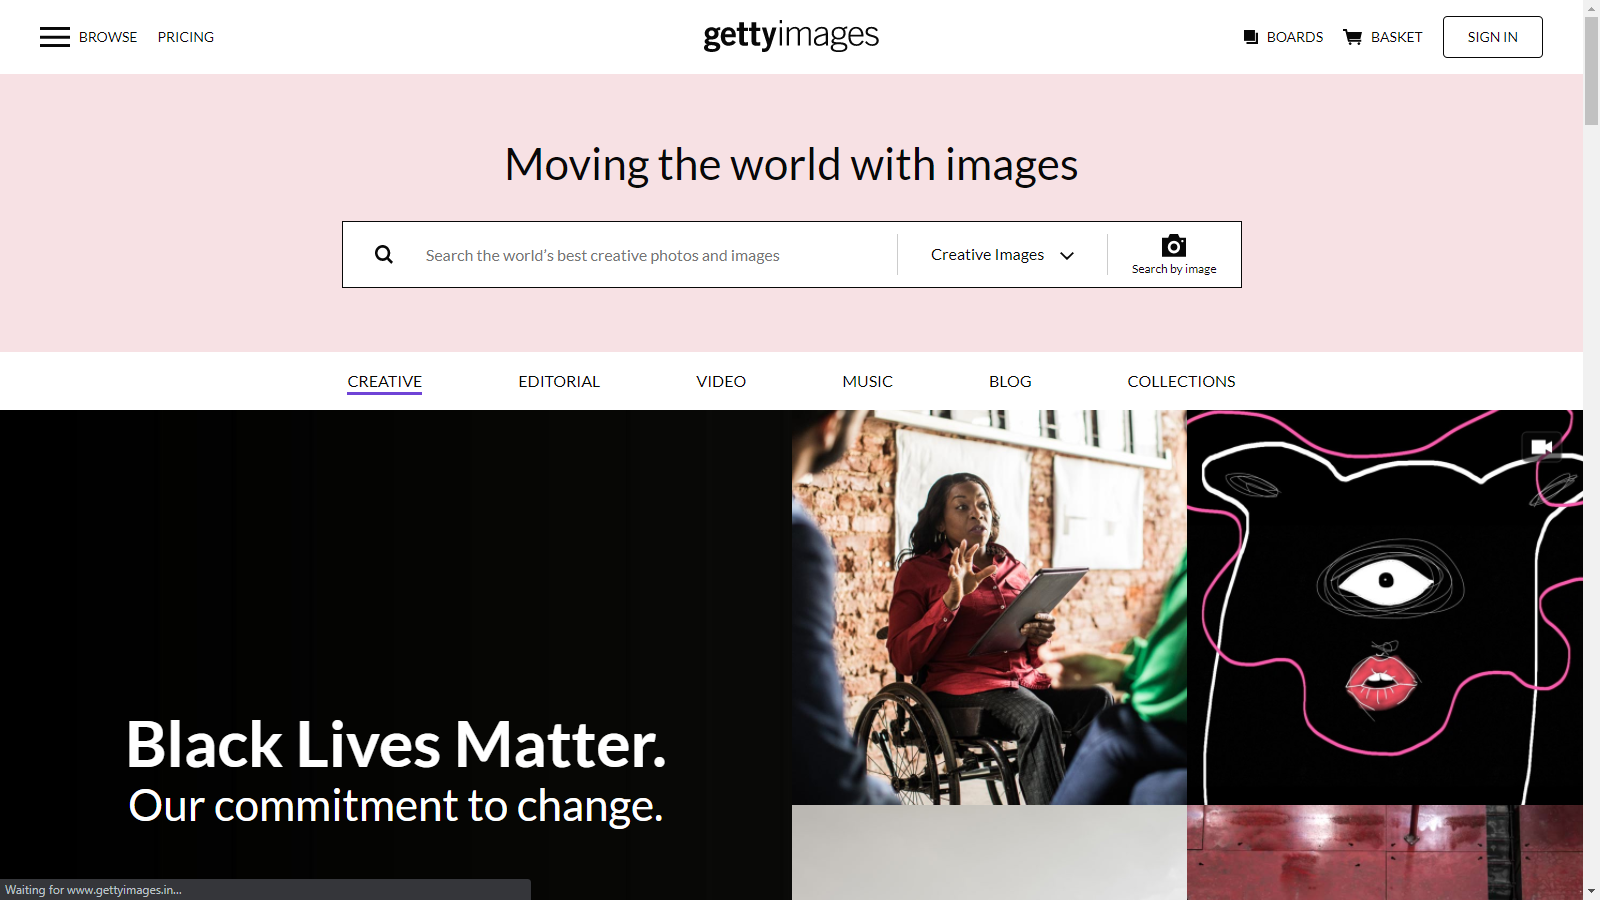 BROWSE PRICING gettyimages BOARDS BASKET SIGN IN
Moving the world with images
Search the world's best creative photos and images Creative Images Search by image
CREATIVE EDITORIAL VIDEO MUSIC BLOG COLLECTIONS
Black Lives Matter.
Our commitment to change.
Waiting for www.gettyimages.in...